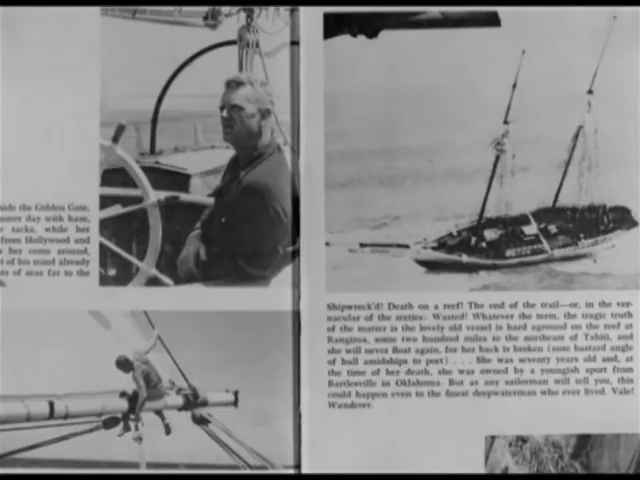 side the Golden Gate,
day with ham,
tacks, while her
from Hollywood and
her come around,
of his mind already
of seas far to the
Shipwreck'd! Death on a reef! The end of the trail—or, in the ver-
nacular of the sixties: Wasted! Whatever the term, the tragic truth
of the matter is the lovely old vessel is hard aground on the reef at
Rangiroa, some two hundred miles to the northeast of Tahiti, and
she will never float again, for her back is broken (note bastard angle
of hull amidships to port) . . . She was seventy years old and, at
the time of her death, she was owned by a youngish sport from
Bartlesville in Oklahoma. But as any sailorman will tell you, this
could happen even to the finest deepwaterman who ever lived. Vale!
Wanderer.